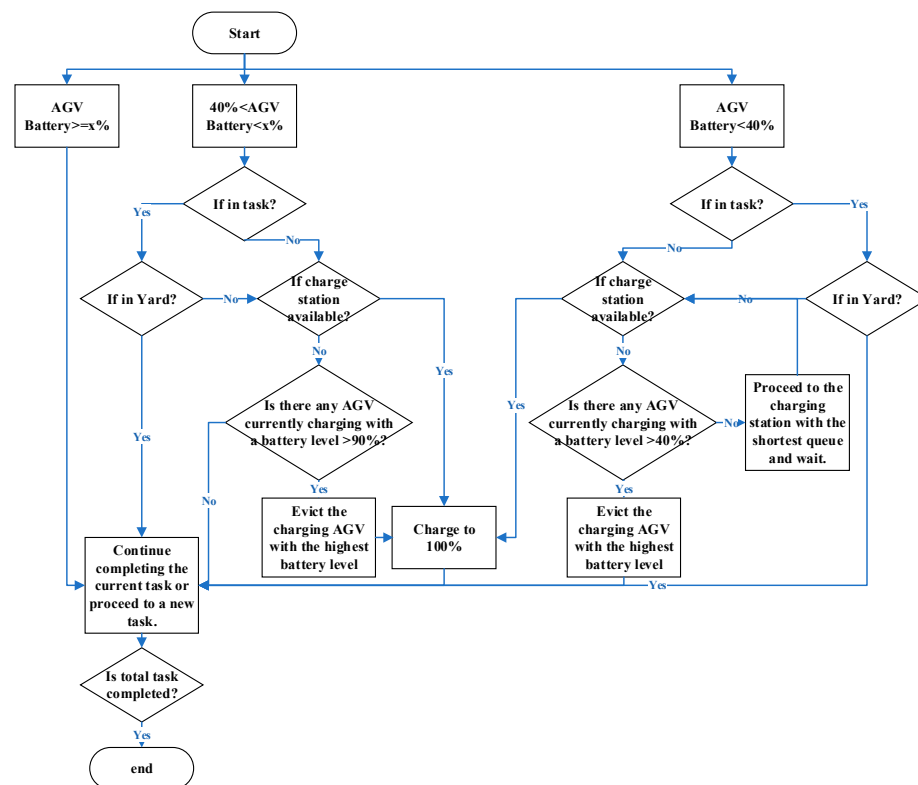 Start
AGV
Battery>=x%
40%<AGV
Battery<x%
AGV
Battery<40%
If in task?
If in task?
Yes
Yes
No
No
If in Yard?
No
If charge
station
available?
If charge
station
available?
No
If in Yard?
No
No
Yes
Yes
Yes
Is there any AGV
currently charging with
a battery level >90%?
Is there any AGV
currently charging with
a battery level >40%?
No
Proceed to the
charging
station with the
shortest queue
and wait.
No
Yes
Yes
Evict the
charging AGV
with the highest
battery level
Charge to
100%
Evict the
charging AGV
with the highest
battery level
Continue
completing the
current task or
proceed to a new
task.
Yes
Is total task
completed?
Yes
end